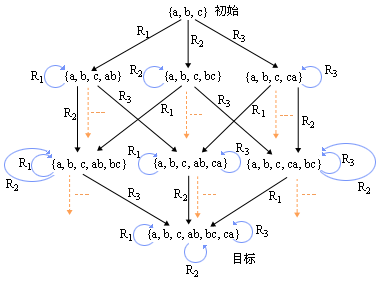 {a, b, c} 初始
R1 R2 R3
R1 {a, b, c, ab} R2 {a, b, c, bc} {a, b, c, ca} R3
R2 R3 R1 R3 R1 R2
R1 {a, b, c, ab, bc} R1 {a, b, c, ab, ca} R3 {a, b, c, ca, bc} R3
R2 R2
R3 R2 R1
R1 {a, b, c, ab, bc, ca} R3
R2 目标